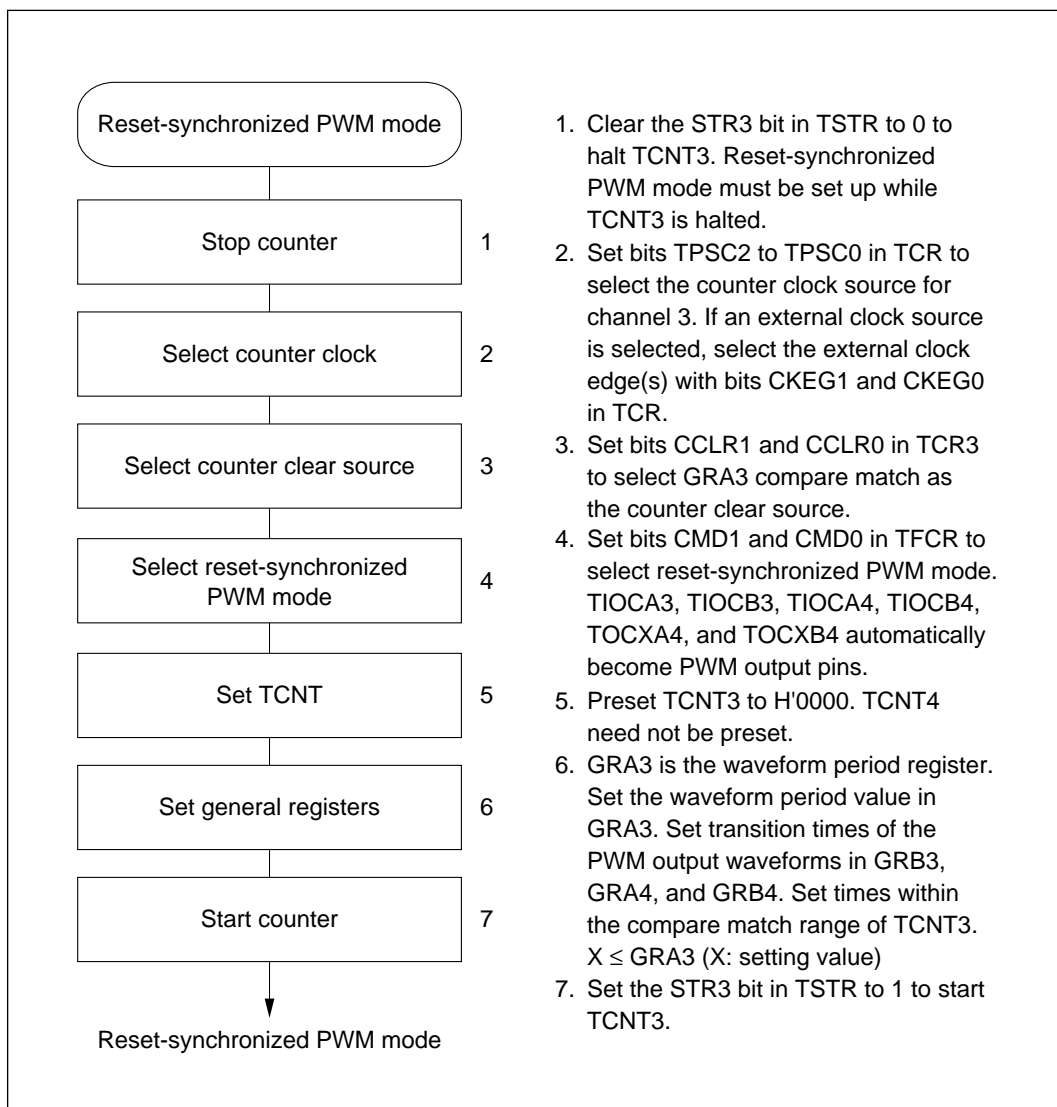 Reset-synchronized PWM mode
Stop counter
1
Select counter clock
2
Select counter clear source
3
Select reset-synchronized
PWM mode
4
Set TCNT
5
Set general registers
6
Start counter
7
Reset-synchronized PWM mode
1. Clear the STR3 bit in TSTR to 0 to
halt TCNT3. Reset-synchronized
PWM mode must be set up while
TCNT3 is halted.
2. Set bits TPSC2 to TPSC0 in TCR to
select the counter clock source for
channel 3. If an external clock source
is selected, select the external clock
edge(s) with bits CKEG1 and CKEG0
in TCR.
3. Set bits CCLR1 and CCLR0 in TCR3
to select GRA3 compare match as
the counter clear source.
4. Set bits CMD1 and CMD0 in TFCR to
select reset-synchronized PWM mode.
TIOCA3, TIOCB3, TIOCA4, TIOCB4,
TOCXA4, and TOCXB4 automatically
become PWM output pins.
5. Preset TCNT3 to H'0000. TCNT4
need not be preset.
6. GRA3 is the waveform period register.
Set the waveform period value in
GRA3. Set transition times of the
PWM output waveforms in GRB3,
GRA4, and GRB4. Set times within
the compare match range of TCNT3.
X ≤ GRA3 (X: setting value)
7. Set the STR3 bit in TSTR to 1 to start
TCNT3.